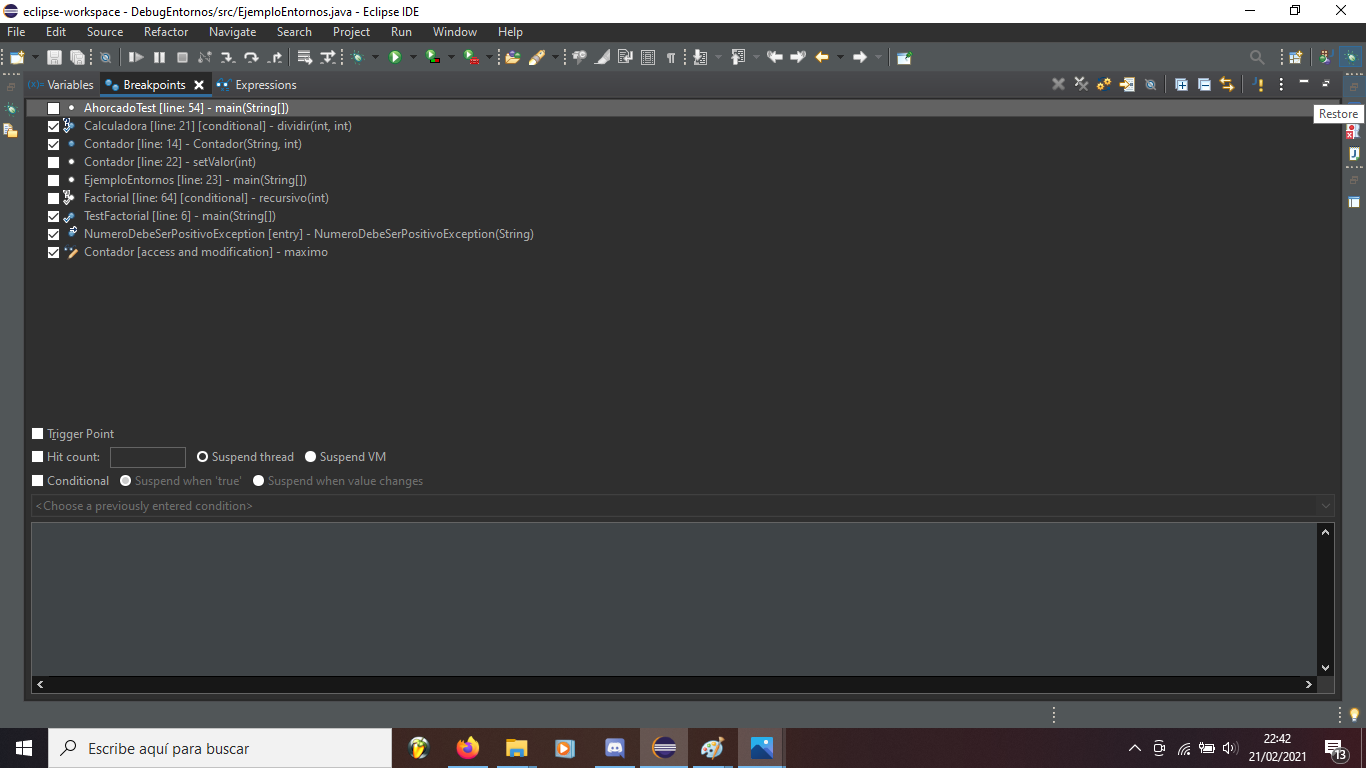 eclipse-workspace - DebugEntornos/src/EjemploEntornos.java - Eclipse IDE
File Edit Source Refactor Navigate Search Project Run Window Help
(x)= Variables Breakpoints Expressions
AhorcadoTest [line: 54] - main(String[])
Restore
Calculadora [line: 21] [conditional] - dividir(int, int)
Contador [line: 14] - Contador(String, int)
Contador [line: 22] - setValor(int)
EjemploEntornos [line: 23] - main(String[])
Factorial [line: 64] [conditional] - recursivo(int)
TestFactorial [line: 6] - main(String[])
NumeroDebeSerPositivoException [entry] - NumeroDebeSerPositivoException(String)
Contador [access and modification] - maximo
Trigger Point
Hit count: Suspend thread Suspend VM
Conditional Suspend when 'true' Suspend when value changes
<Choose a previously entered condition>
Escribe aquí para buscar
22:42
21/02/2021
13